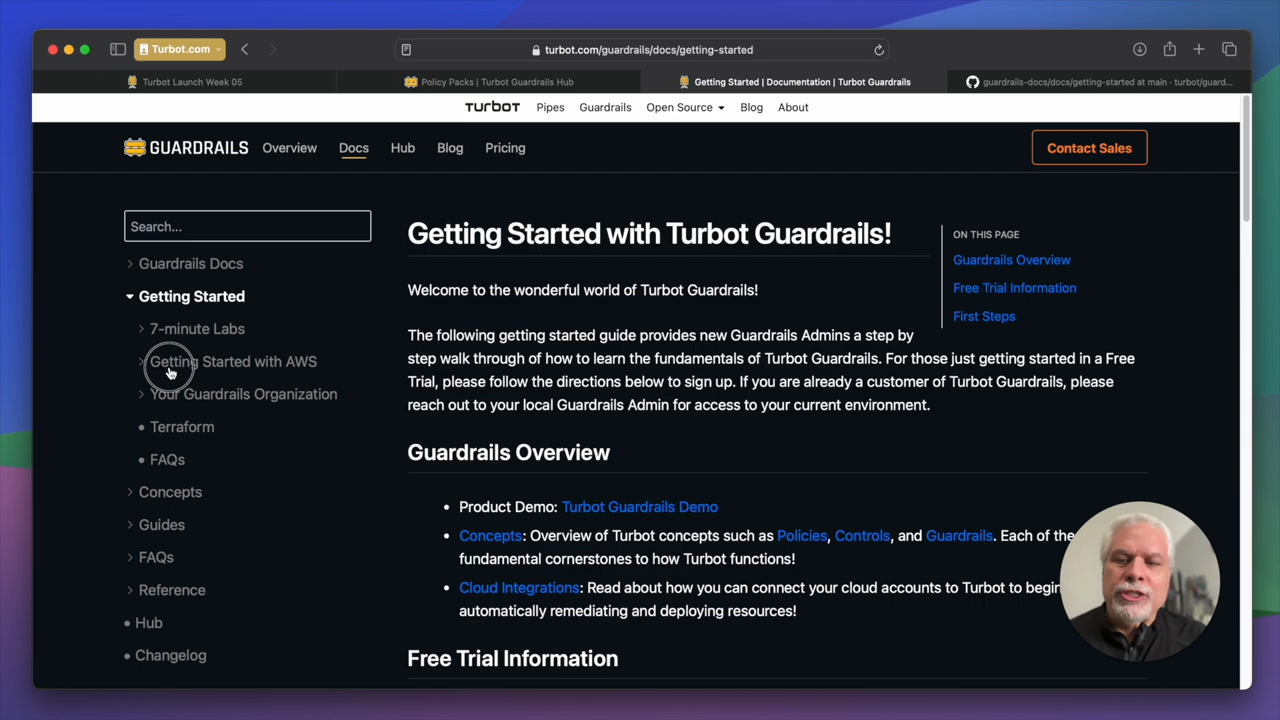 Turbot.com
turbot.com/guardrails/docs/getting-started
Turbot Launch Week 05
Policy Packs | Turbot Guardrails Hub
Getting Started | Documentation | Turbot Guardrails
guardrails-docs/docs/getting-started at main · turbot/guard...
TURBOT Pipes Guardrails Open Source Blog About
GUARDRAILS Overview Docs Hub Blog Pricing Contact Sales
Search...
Guardrails Docs
Getting Started
7-minute Labs
Getting Started with AWS
Your Guardrails Organization
Terraform
FAQs
Concepts
Guides
FAQs
Reference
Hub
Changelog
Getting Started with Turbot Guardrails!
Welcome to the wonderful world of Turbot Guardrails!
The following getting started guide provides new Guardrails Admins a step by
step walk through of how to learn the fundamentals of Turbot Guardrails. For those just getting started in a Free
Trial, please follow the directions below to sign up. If you are already a customer of Turbot Guardrails, please
reach out to your local Guardrails Admin for access to your current environment.
Guardrails Overview
• Product Demo: Turbot Guardrails Demo
• Concepts: Overview of Turbot concepts such as Policies, Controls, and Guardrails. Each of the
fundamental cornerstones to how Turbot functions!
• Cloud Integrations: Read about how you can connect your cloud accounts to Turbot to begin
automatically remediating and deploying resources!
Free Trial Information
ON THIS PAGE
Guardrails Overview
Free Trial Information
First Steps